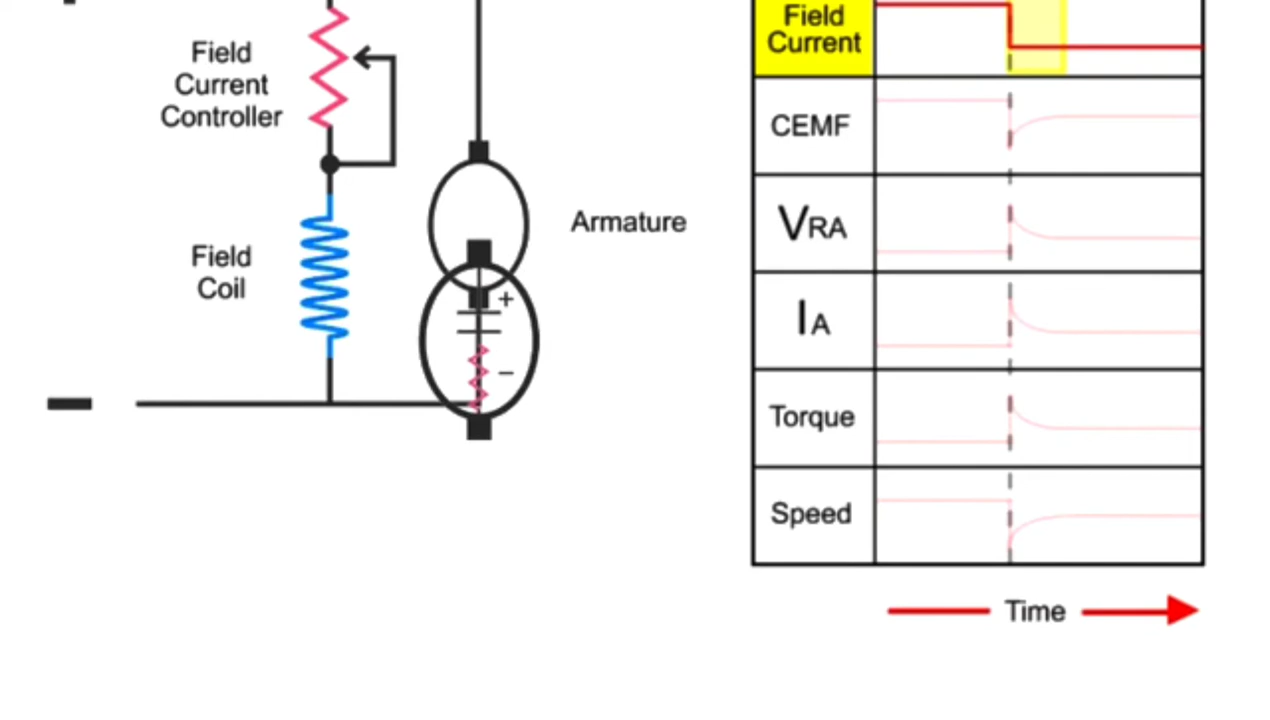 Field
Current
Controller
Field
Coil
Armature
+
–
Field
Current
CEMF
VRA
IA
Torque
Speed
Time